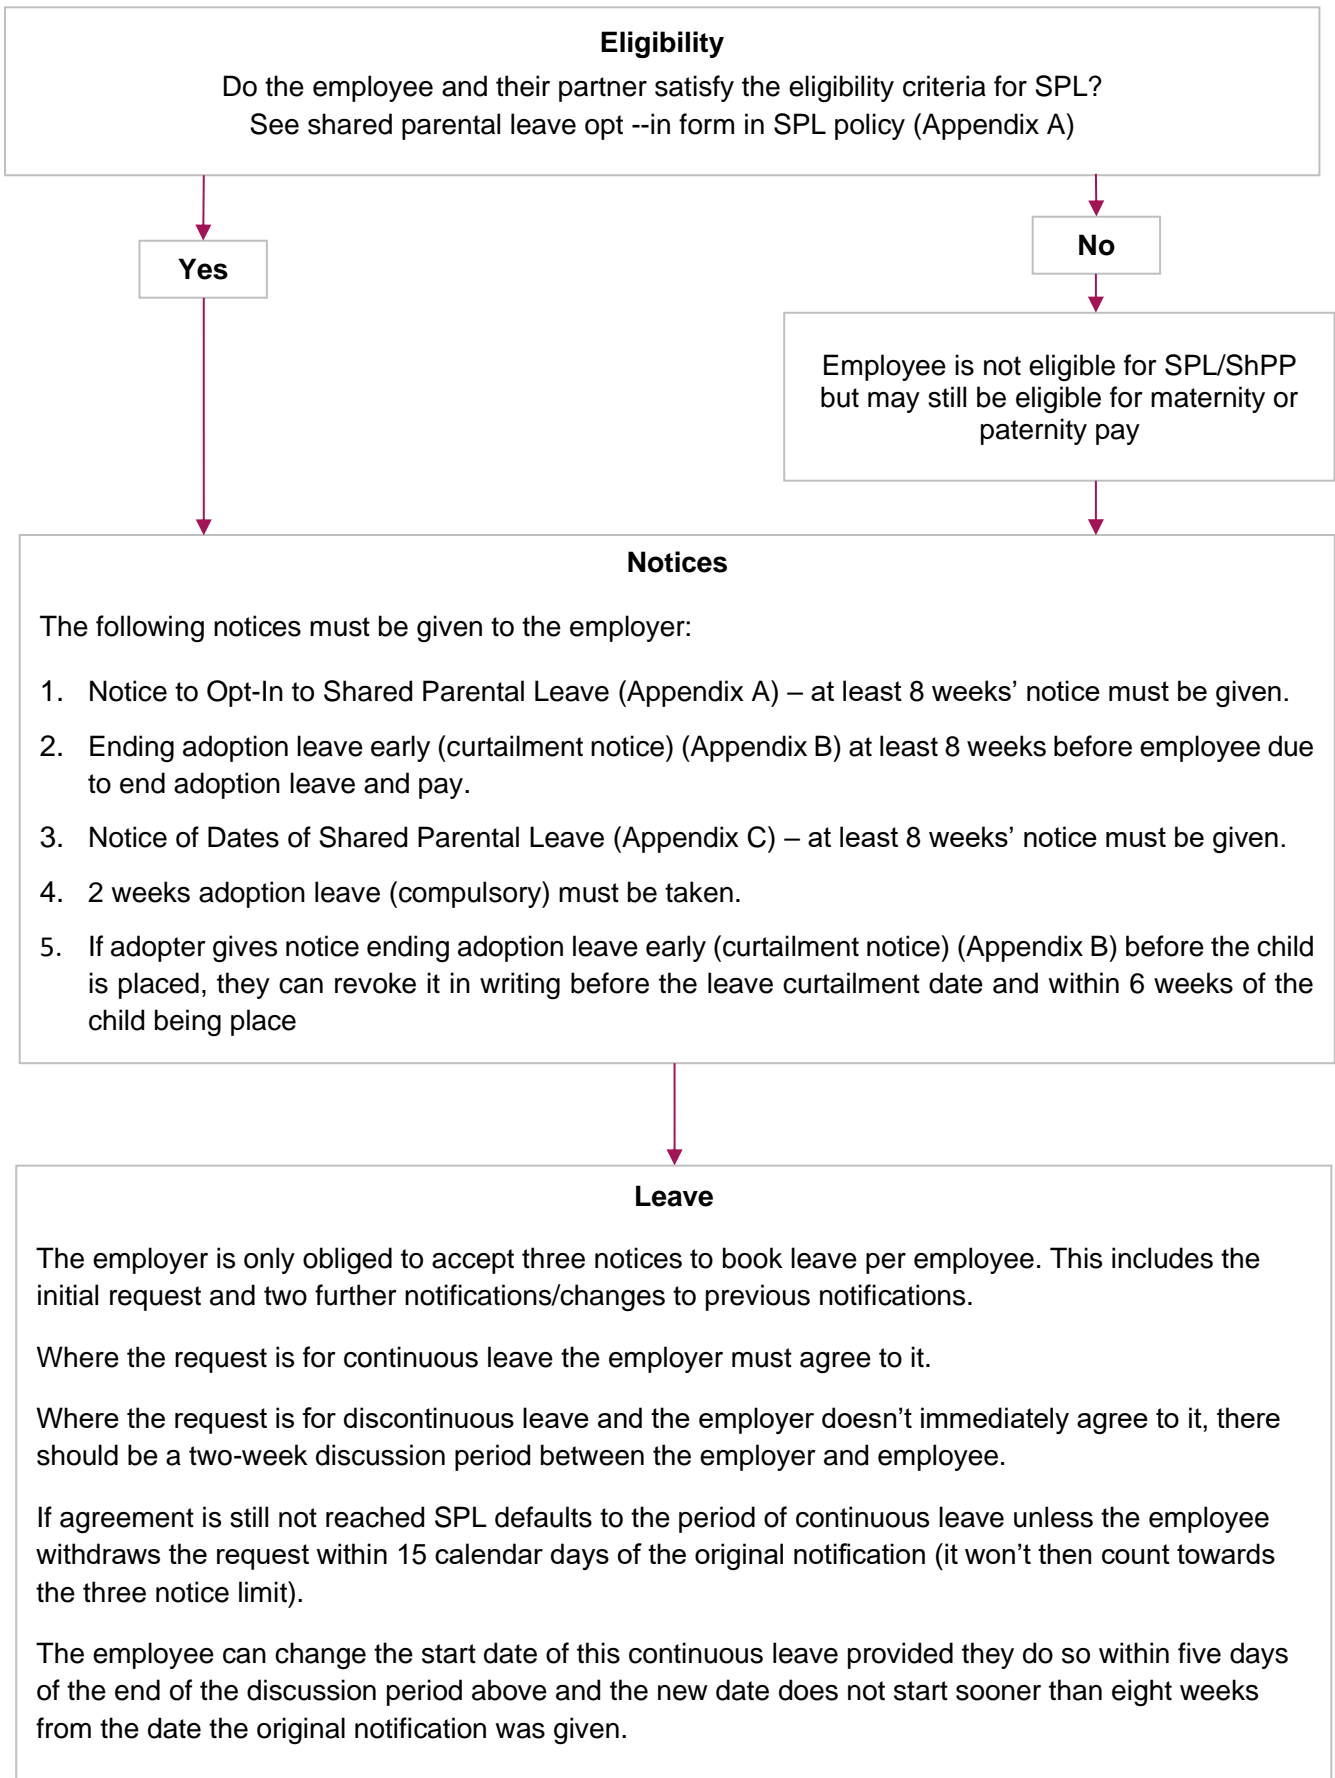 Eligibility
Do the employee and their partner satisfy the eligibility criteria for SPL?
See shared parental leave opt --in form in SPL policy (Appendix A)
Yes
No
Employee is not eligible for SPL/ShPP
but may still be eligible for maternity or
paternity pay
Notices
The following notices must be given to the employer:
1. Notice to Opt-In to Shared Parental Leave (Appendix A) – at least 8 weeks’ notice must be given.
2. Ending adoption leave early (curtailment notice) (Appendix B) at least 8 weeks before employee due
to end adoption leave and pay.
3. Notice of Dates of Shared Parental Leave (Appendix C) – at least 8 weeks’ notice must be given.
4. 2 weeks adoption leave (compulsory) must be taken.
5. If adopter gives notice ending adoption leave early (curtailment notice) (Appendix B) before the child
is placed, they can revoke it in writing before the leave curtailment date and within 6 weeks of the
child being place
Leave
The employer is only obliged to accept three notices to book leave per employee. This includes the
initial request and two further notifications/changes to previous notifications.
Where the request is for continuous leave the employer must agree to it.
Where the request is for discontinuous leave and the employer doesn’t immediately agree to it, there
should be a two-week discussion period between the employer and employee.
If agreement is still not reached SPL defaults to the period of continuous leave unless the employee
withdraws the request within 15 calendar days of the original notification (it won’t then count towards
the three notice limit).
The employee can change the start date of this continuous leave provided they do so within five days
of the end of the discussion period above and the new date does not start sooner than eight weeks
from the date the original notification was given.